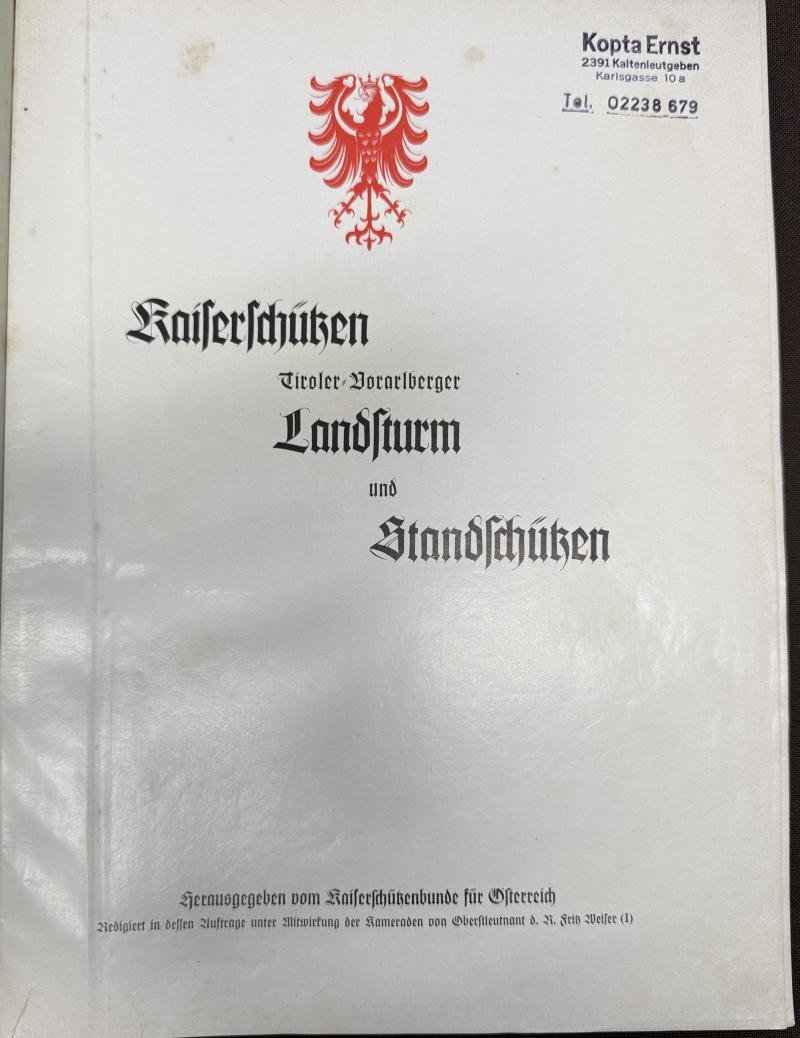 Kopta Ernst
2391 Kaltenleutgeben
Karlsgasse 10 a
Tel. 02238 679
Kaiserschützen
Tiroler-Vorarlberger
Landsturm
und
Standschützen
Herausgegeben vom Kaiserschützenbunde für Österreich
Redigiert in dessen Auftrage unter Mitwirkung der Kameraden von Oberstleutnant d. R. Fritz Weiser (I)